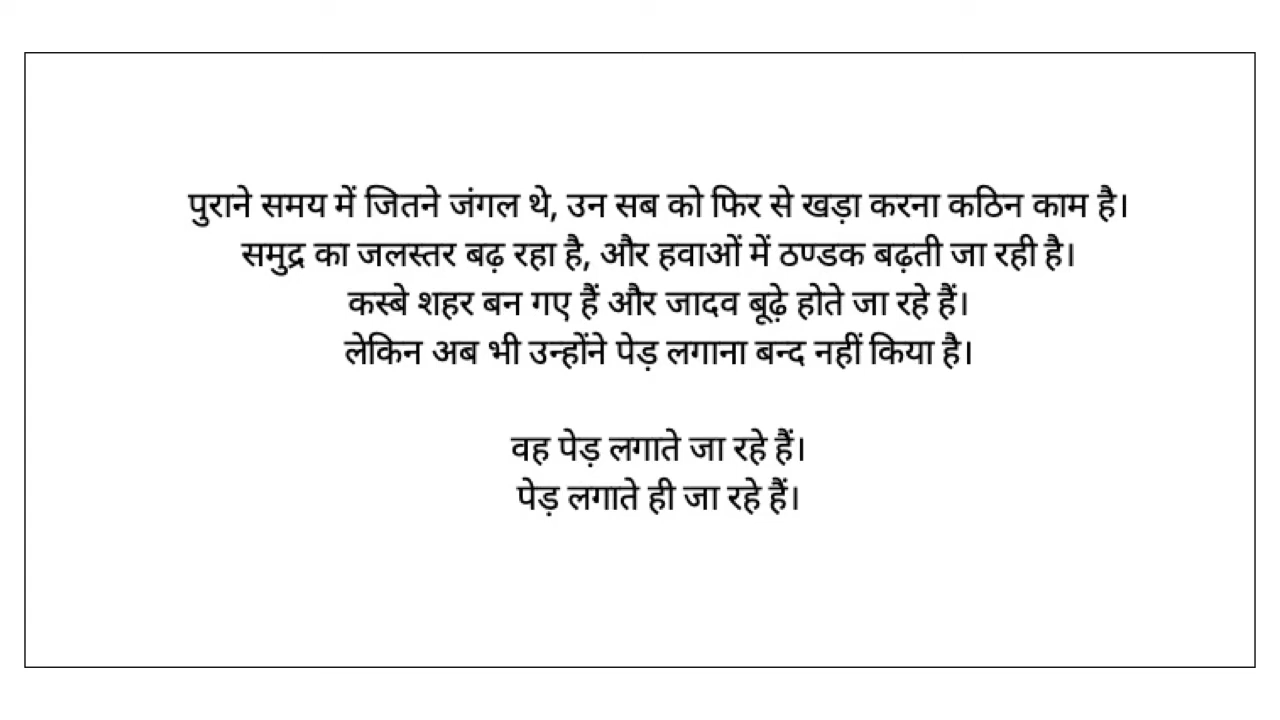 पुराने समय में जितने जंगल थे, उन सब को फिर से खड़ा करना कठिन काम है।
समुद्र का जलस्तर बढ़ रहा है, और हवाओं में ठण्डक बढ़ती जा रही है।
कस्बे शहर बन गए हैं और जादव बूढ़े होते जा रहे हैं।
लेकिन अब भी उन्होंने पेड़ लगाना बन्द नहीं किया है।
वह पेड़ लगाते जा रहे हैं।
पेड़ लगाते ही जा रहे हैं।